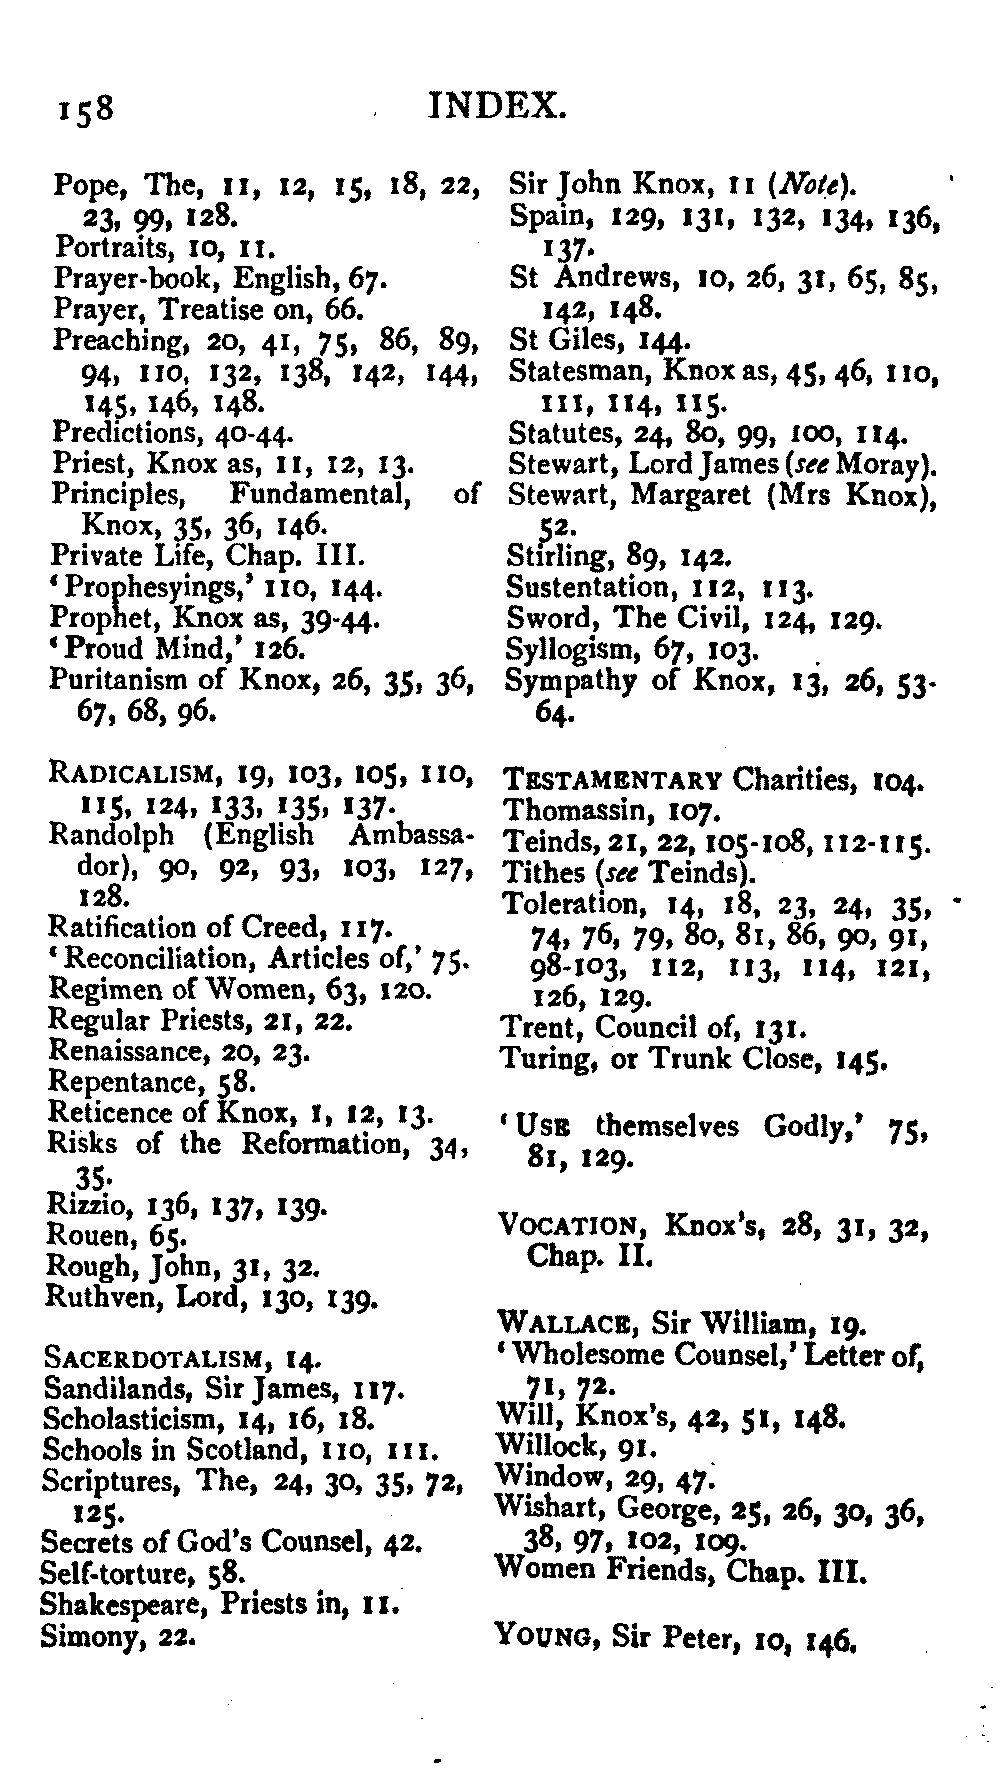 158 INDEX.
Pope, The, 11, 12, 15, 18, 22,
23, 99, 128.
Portraits, 10, 11.
Prayer-book, English, 67.
Prayer, Treatise on, 66.
Preaching, 20, 41, 75, 86, 89,
94, 110, 132, 138, 142, 144,
145, 146, 148.
Predictions, 40-44.
Priest, Knox as, 11, 12, 13.
Principles, Fundamental, of
Knox, 35, 36, 146.
Private Life, Chap. III.
‘Prophesyings,’ 110, 144.
Prophet, Knox as, 39-44.
‘Proud Mind,’ 126.
Puritanism of Knox, 26, 35, 36,
67, 68, 96.
RADICALISM, 19, 103, 105, 110,
115, 124, 133, 135, 137.
Randolph (English Ambassa-
dor), 90, 92, 93, 103, 127,
128.
Ratification of Creed, 117.
‘Reconciliation, Articles of,’ 75.
Regimen of Women, 63, 120.
Regular Priests, 21, 22.
Renaissance, 20, 23.
Repentance, 58.
Reticence of Knox, 1, 12, 13.
Risks of the Reformation, 34,
35.
Rizzio, 136, 137, 139.
Rouen, 65.
Rough, John, 31, 32.
Ruthven, Lord, 130, 139.
SACERDOTALISM, 14.
Sandilands, Sir James, 117.
Scholasticism, 14, 16, 18.
Schools in Scotland, 110, 111.
Scriptures, The, 24, 30, 35, 72,
125.
Secrets of God's Counsel, 42.
Self-torture, 58.
Shakespeare, Priests in, 11.
Simony, 22.
Sir John Knox, 11 (Note).
Spain, 129, 131, 132, 134, 136,
137.
St Andrews, 10, 26, 31, 65, 85,
142, 148.
St Giles, 144.
Statesman, Knox as, 45, 46, 110,
111, 114, 115.
Statutes, 24, 80, 99, 100, 114.
Stewart, Lord James (see Moray).
Stewart, Margaret (Mrs Knox),
52.
Stirling, 89, 142.
Sustentation, 112, 113.
Sword, The Civil, 124, 129.
Syllogism, 67, 103.
Sympathy of Knox, 13, 26, 53-
64.
TESTAMENTARY Charities, 104.
Thomassin, 107.
Teinds, 21, 22, 105-108, 112-115.
Tithes (see Teinds).
Toleration, 14, 18, 23, 24, 35,
74, 76, 79, 80, 81, 86, 90, 91,
98-103, 112, 113, 114, 121,
126, 129.
Trent, Council of, 131.
Turing, or Trunk Close, 145.
‘USE themselves Godly,’ 75,
81, 129.
VOCATION, Knox's, 28, 31, 32,
Chap. II.
WALLACE, Sir William, 19.
‘Wholesome Counsel,’ Letter of,
71, 72.
Will, Knox's, 42, 51, 148.
Willock, 91.
Window, 29, 47.
Wishart, George, 25, 26, 30, 36,
38, 97, 102, 109.
Women Friends, Chap. III.
YOUNG, Sir Peter, 10, 146.